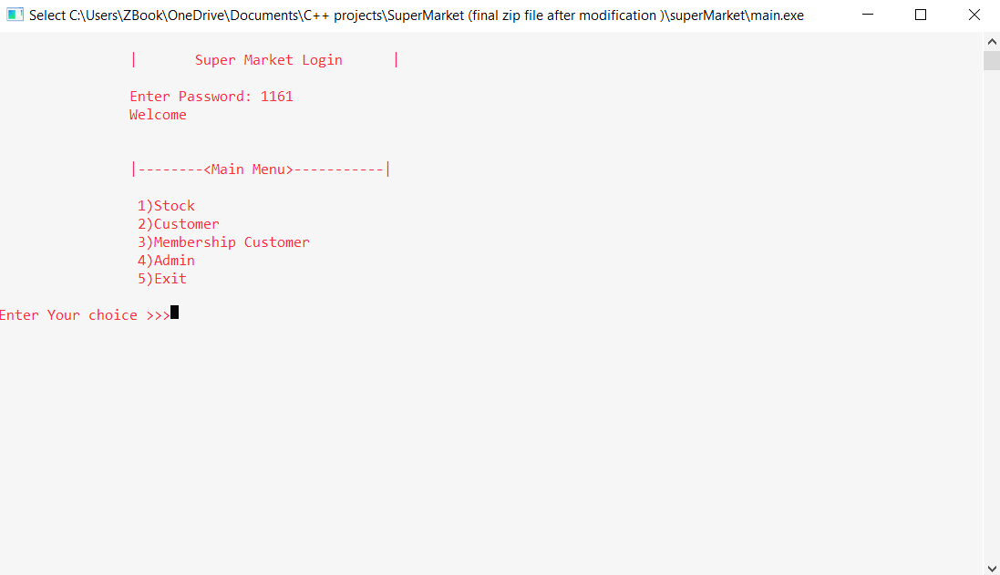 Select C:\Users\ZBook\OneDrive\Documents\C++ projects\SuperMarket (final zip file after modification )\superMarket\main.exe
| Super Market Login |
Enter Password: 1161
Welcome
|--------<Main Menu>-----------|
1)Stock
2)Customer
3)Membership Customer
4)Admin
5)Exit
Enter Your choice >>>